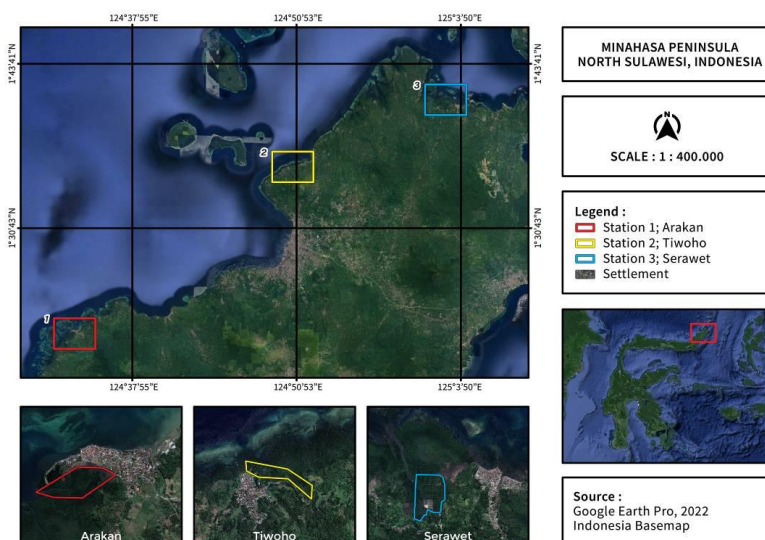 124°37'55"E 124°50'53"E 124°3'50"E
1°43'41"N
1°43'41"N
1°30'43"N
1°30'43"N
3
2
1
124°37'55"E 124°50'53"E 125°3'5"E
MINAHASA PENINSULA
NORTH SULAWESI, INDONESIA
N
SCALE : 1 : 400.000
Legend :
Station 1; Arakan
Station 2; Tiwoho
Station 3; Serawet
Settlement
Arakan
Tiwoho
Serawet
Source :
Google Earth Pro, 2022
Indonesia Basemap